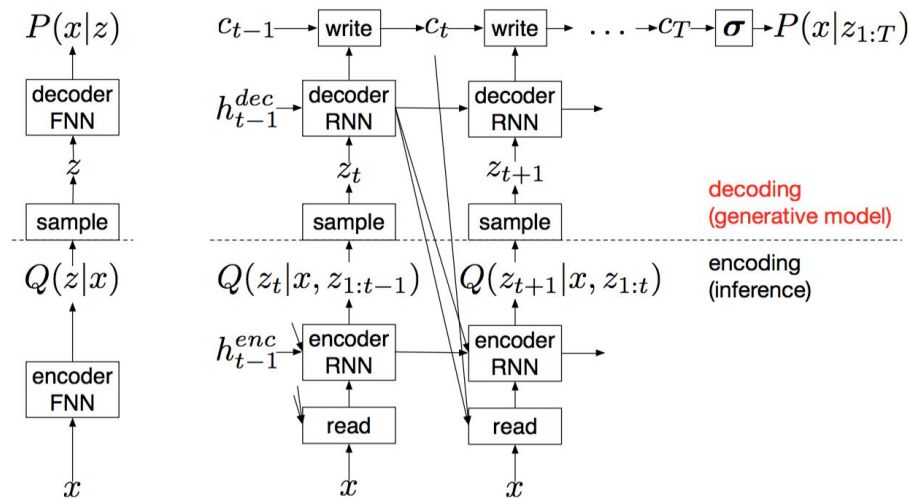 P(x|z)
decoder
FNN
z
sample
Q(z|x)
encoder
FNN
x
c_{t−1} write c_t write . . . c_T σ P(x|z_{1:T})
h_{t−1}^{dec} decoder
RNN decoder
RNN
z_t z_{t+1}
sample sample
decoding
(generative model)
Q(z_t|x, z_{1:t−1}) Q(z_{t+1}|x, z_{1:t})
encoding
(inference)
h_{t−1}^{enc} encoder
RNN encoder
RNN
read read
x x